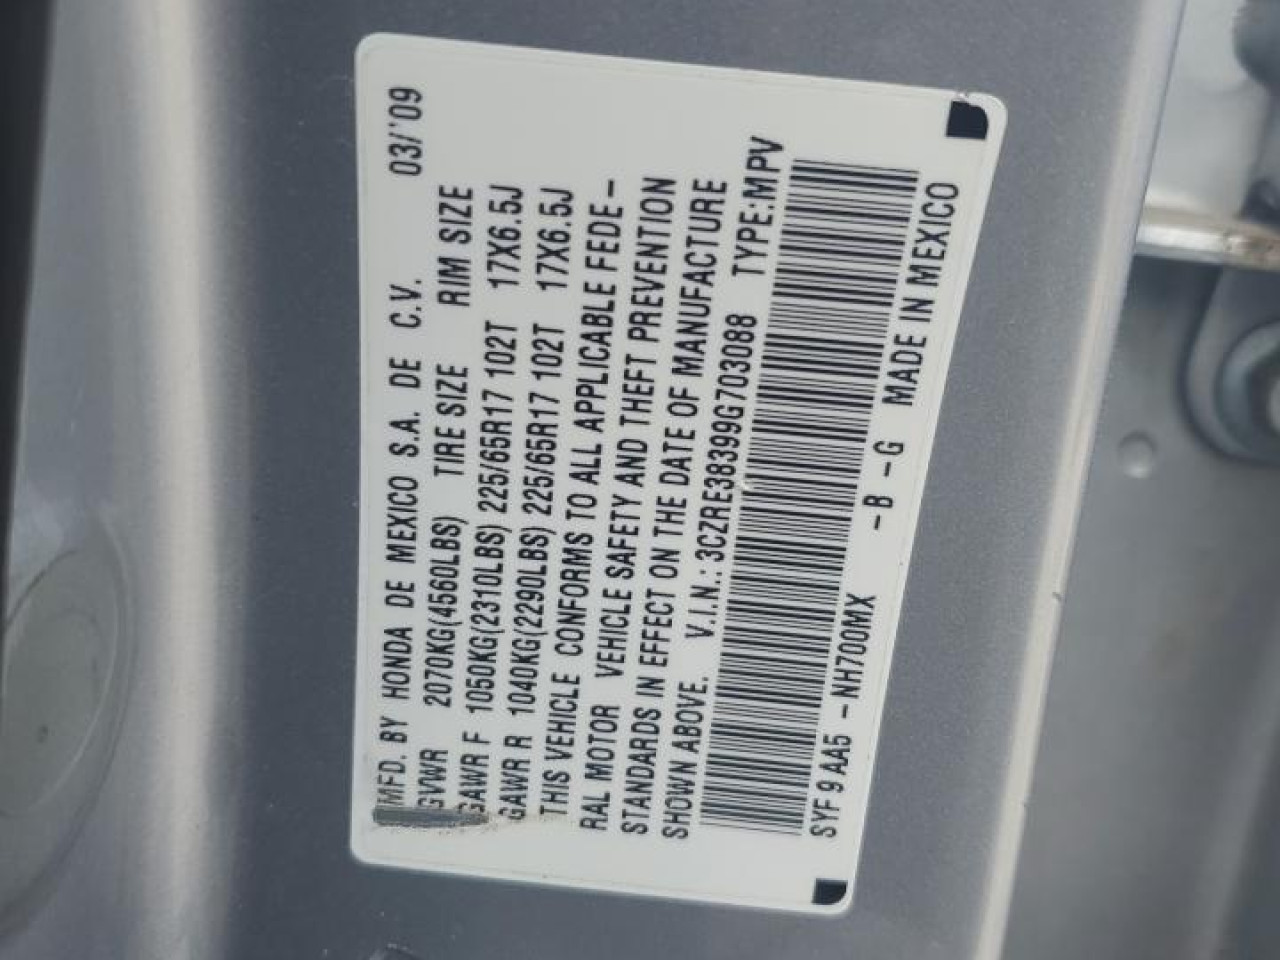 MFD. BY HONDA DE MEXICO S.A. DE C.V. 03/'09
GVWR 2070KG(4560LBS) TIRE SIZE RIM SIZE
GAWR F 1050KG(2310LBS) 225/65R17 102T 17X6.5J
GAWR R 1040KG(2290LBS) 225/65R17 102T 17X6.5J
THIS VEHICLE CONFORMS TO ALL APPLICABLE FEDE-
RAL MOTOR VEHICLE SAFETY AND THEFT PREVENTION
STANDARDS IN EFFECT ON THE DATE OF MANUFACTURE
SHOWN ABOVE. V.I.N.: 3CZRE38399G703088 TYPE:MPV
SYF9AA5 -NH700MX -B -G MADE IN MEXICO